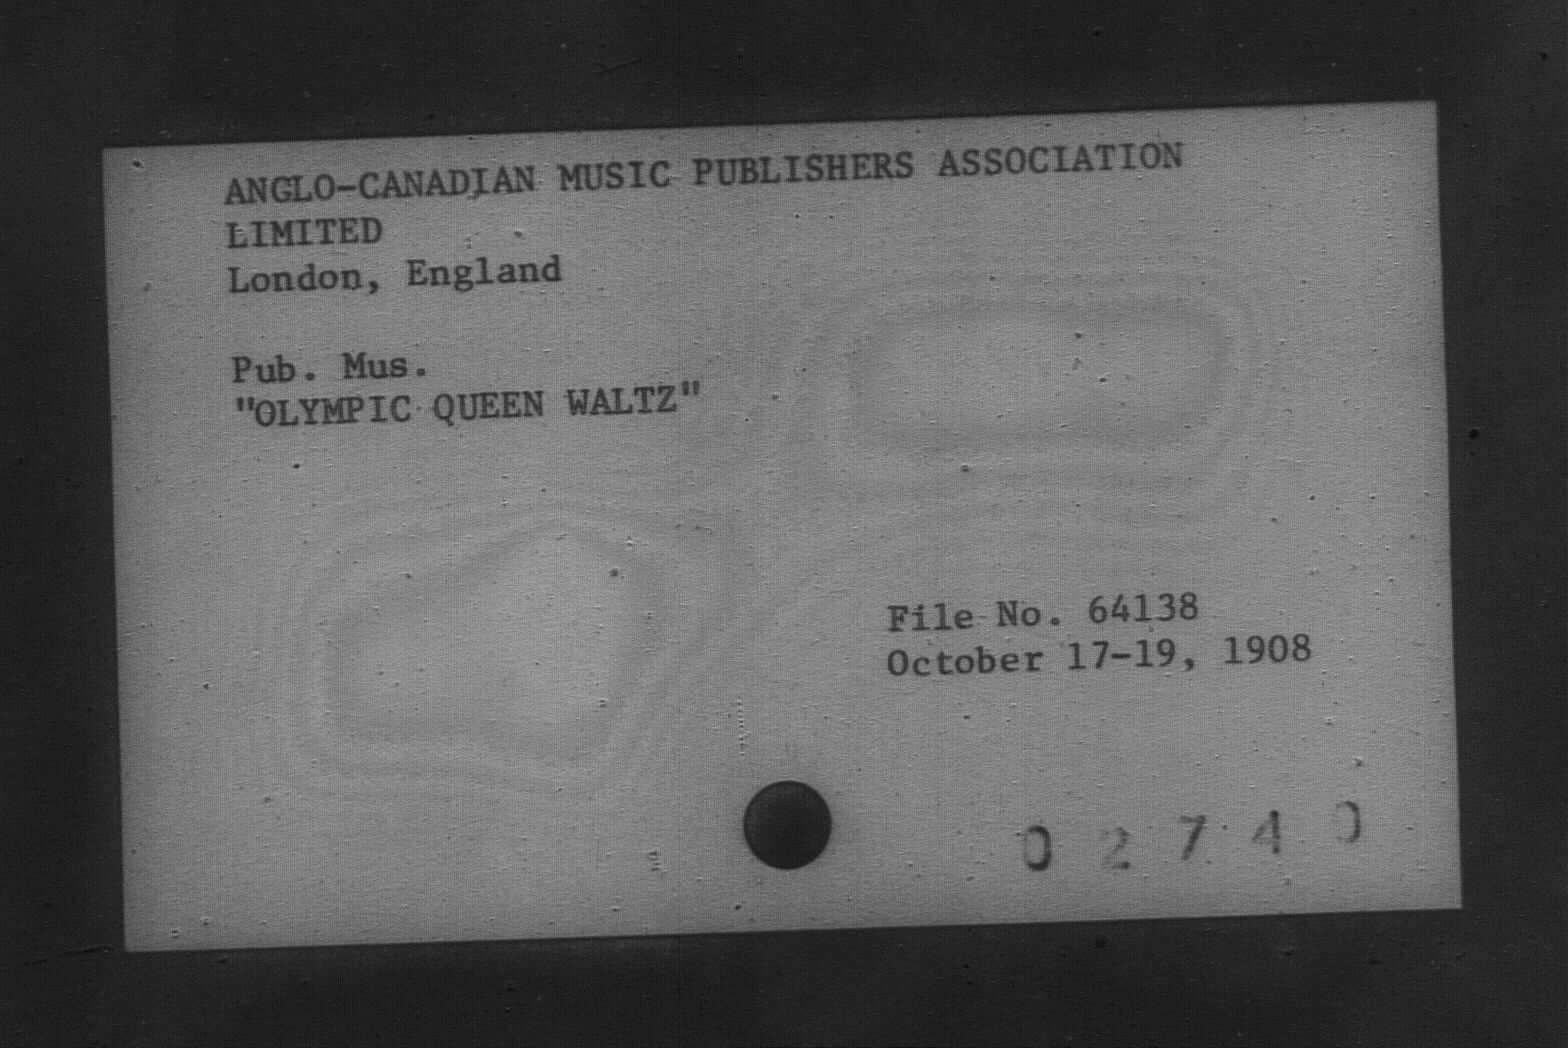 ANGLO-CANADIAN MUSIC PUBLISHERS ASSOCIATION
LIMITED
London, England
Pub. Mus.
"OLYMPIC QUEEN WALTZ"
File No. 64138
October 17-19, 1908
0 2 7 4 0